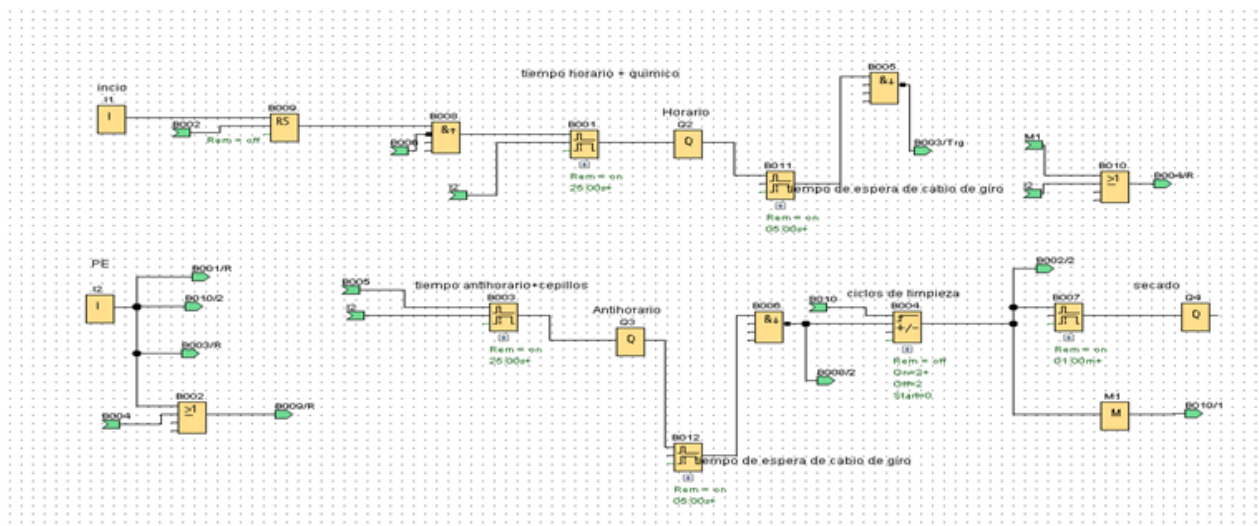 B005
&↓
tiempo horario + quimico
incio
I1
I
B009
RS
B002
Rem = off
B008
&↑
B006
B001
Rem = on
25:00s+
I2
Horario
Q2
Q
B003/Trg
B011
tiempo de espera de cabio de giro
Rem = on
05:00s+
M1
I2
B010
≥1
B004/R
PE
I2
I
B001/R
B010/2
B003/R
B002
≥1
B004
B009/R
B005
I2
tiempo antihorario+cepillos
B003
Rem = on
25:00s+
Antihorario
Q3
Q
B012
tiempo de espera de cabio de giro
Rem = on
05:00s+
B006
&↓
B008/2
B010
ciclos de limpieza
B004
+/-
Rem = off
On=2+
Off=2
Start=0
B002/2
B007
Rem = on
01:00m+
secado
Q4
Q
M1
M
B010/1